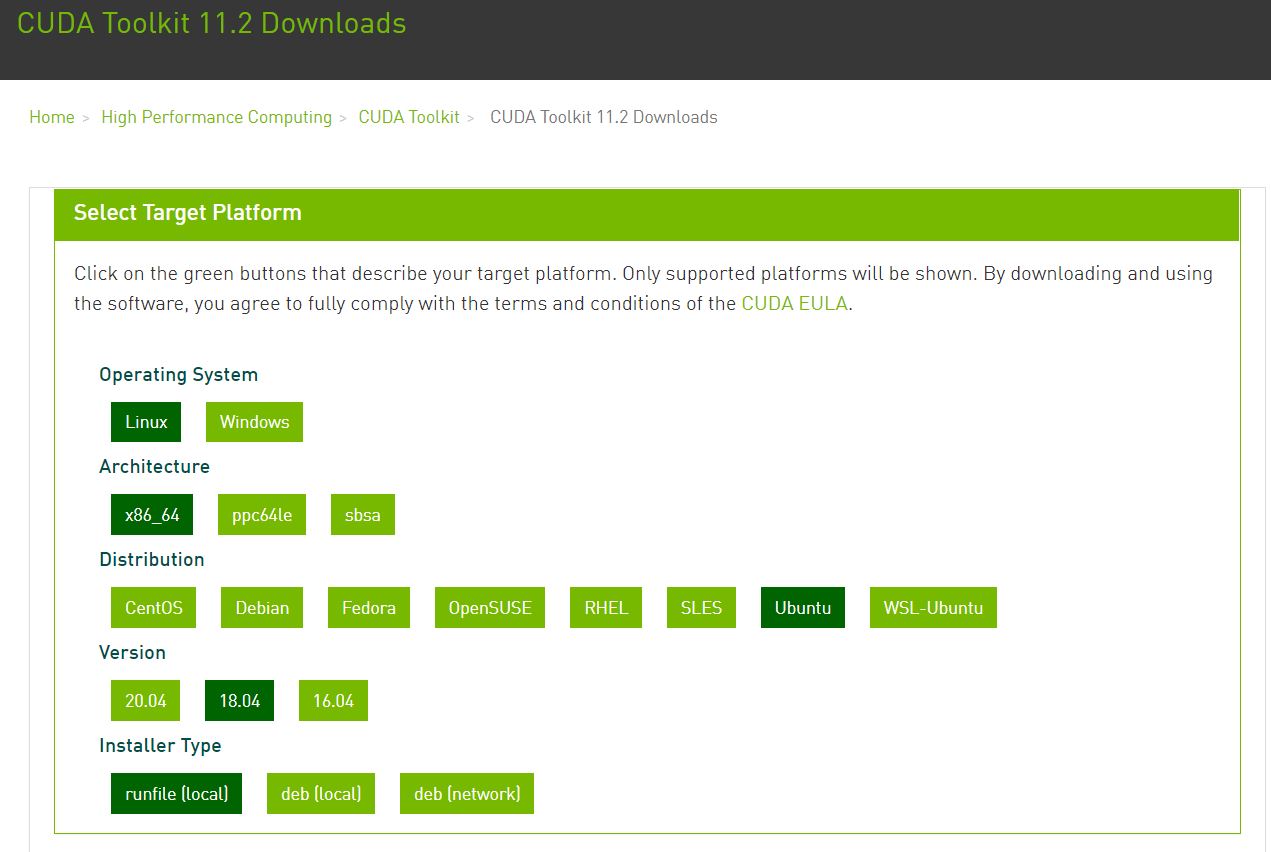 CUDA Toolkit 11.2 Downloads
Home > High Performance Computing > CUDA Toolkit > CUDA Toolkit 11.2 Downloads
Select Target Platform
Click on the green buttons that describe your target platform. Only supported platforms will be shown. By downloading and using
the software, you agree to fully comply with the terms and conditions of the CUDA EULA.
Operating System
Linux Windows
Architecture
x86_64 ppc64le sbsa
Distribution
CentOS Debian Fedora OpenSUSE RHEL SLES Ubuntu WSL-Ubuntu
Version
20.04 18.04 16.04
Installer Type
runfile (local) deb (local) deb (network)